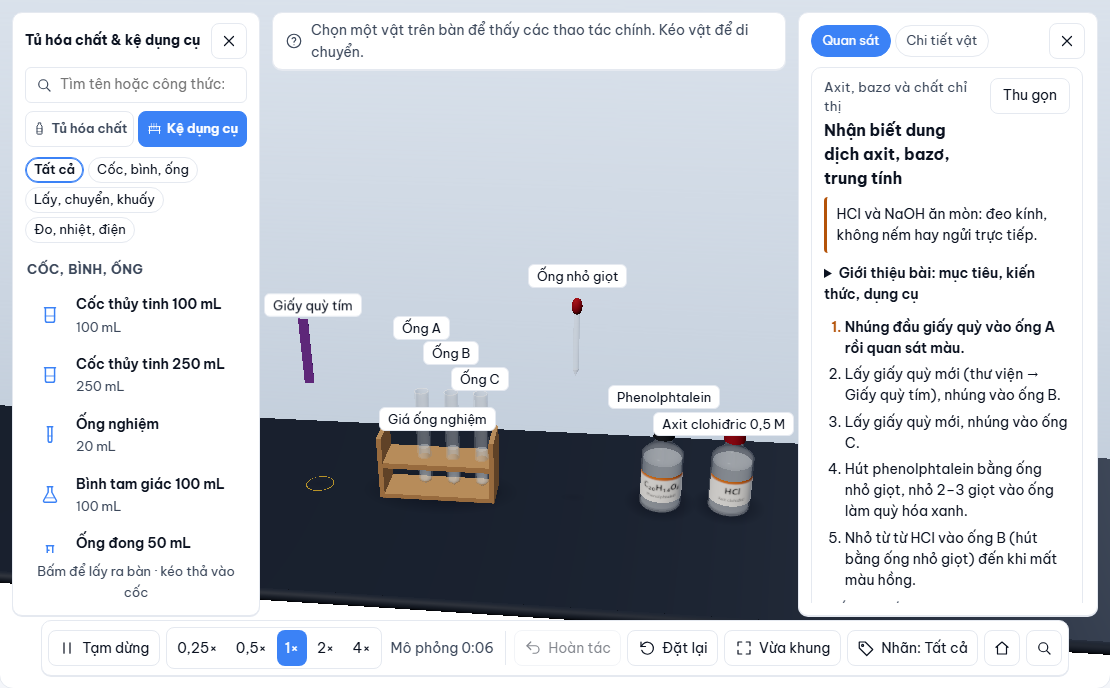 Tủ hóa chất & kệ dụng cụ
Tìm tên hoặc công thức:
Tủ hóa chất
Kệ dụng cụ
Tất cả
Cốc, bình, ống
Lấy, chuyển, khuấy
Đo, nhiệt, điện
CỐC, BÌNH, ỐNG
Cốc thủy tinh 100 mL
100 mL
Cốc thủy tinh 250 mL
250 mL
Ống nghiệm
20 mL
Bình tam giác 100 mL
100 mL
Ống đong 50 mL
Bấm để lấy ra bàn · kéo thả vào
cốc
Chọn một vật trên bàn để thấy các thao tác chính. Kéo vật để di
chuyển.
Ống nhỏ giọt
Giấy quỳ tím
Ống A
Ống B
Ống C
Giá ống nghiệm
Phenolphtalein
Axit clohiđric 0,5 M
C₂₀H₁₄O₄
HCl
Quan sát
Chi tiết vật
Axit, bazơ và chất chỉ
thị
Thu gọn
Nhận biết dung
dịch axit, bazơ,
trung tính
HCl và NaOH ăn mòn: đeo kính,
không nếm hay ngửi trực tiếp.
Giới thiệu bài: mục tiêu, kiến
thức, dụng cụ
1. Nhúng đầu giấy quỳ vào ống A
rồi quan sát màu.
2. Lấy giấy quỳ mới (thư viện →
Giấy quỳ tím), nhúng vào ống B.
3. Lấy giấy quỳ mới, nhúng vào ống
C.
4. Hút phenolphtalein bằng ống
nhỏ giọt, nhỏ 2–3 giọt vào ống
làm quỳ hóa xanh.
5. Nhỏ từ từ HCl vào ống B (hút
bằng ống nhỏ giọt) đến khi mất
màu hồng.
Tạm dừng
0,25×
0,5×
1×
2×
4×
Mô phỏng 0:06
Hoàn tác
Đặt lại
Vừa khung
Nhãn: Tất cả